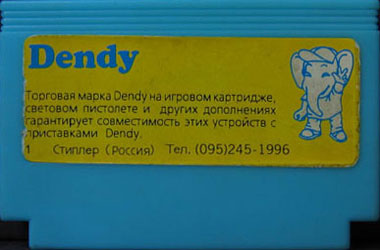 Dendy
Торговая марка Dendy на игровом картридже,
световом пистолете и других дополнениях
гарантирует совместимость этих устройств с
приставками Dendy.
1 Стиплер (Россия) Тел. (095)245-1996